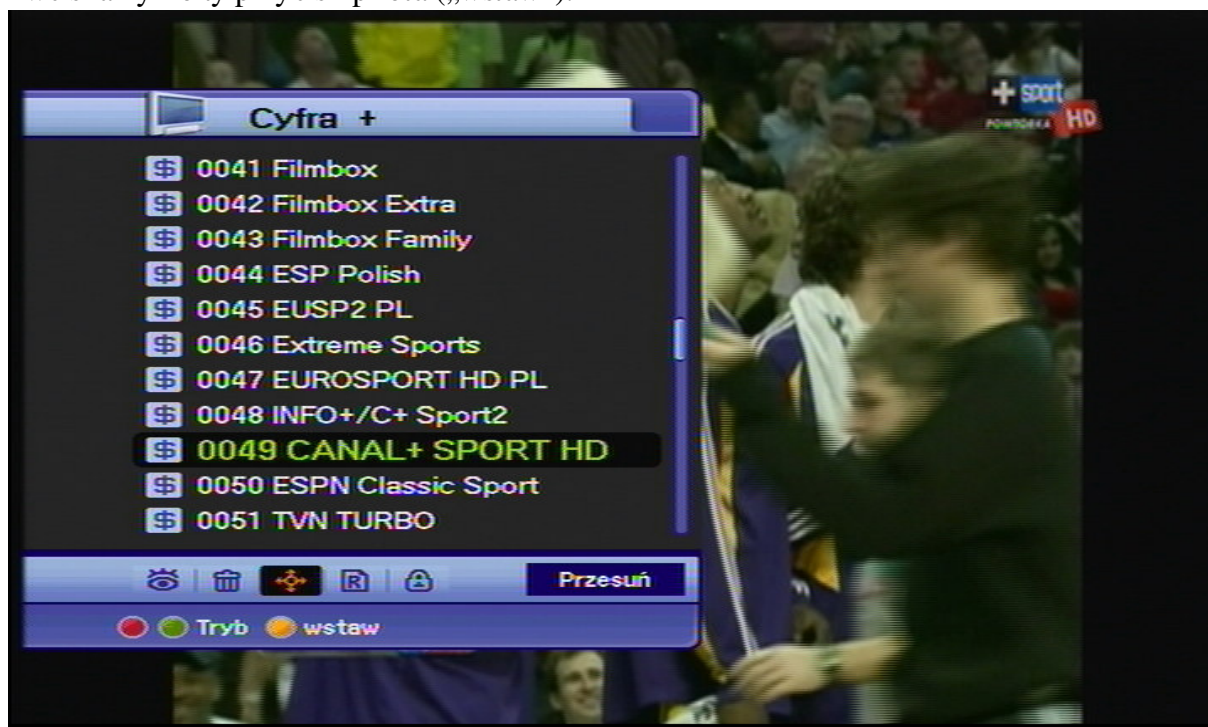 + sport
POWTÓRKA HD
Cyfra +
$ 0041 Filmbox
$ 0042 Filmbox Extra
$ 0043 Filmbox Family
$ 0044 ESP Polish
$ 0045 EUSP2 PL
$ 0046 Extreme Sports
$ 0047 EUROSPORT HD PL
$ 0048 INFO+/C+ Sport2
$ 0049 CANAL+ SPORT HD
$ 0050 ESPN Classic Sport
$ 0051 TVN TURBO
R Przesuń
Tryb wstaw